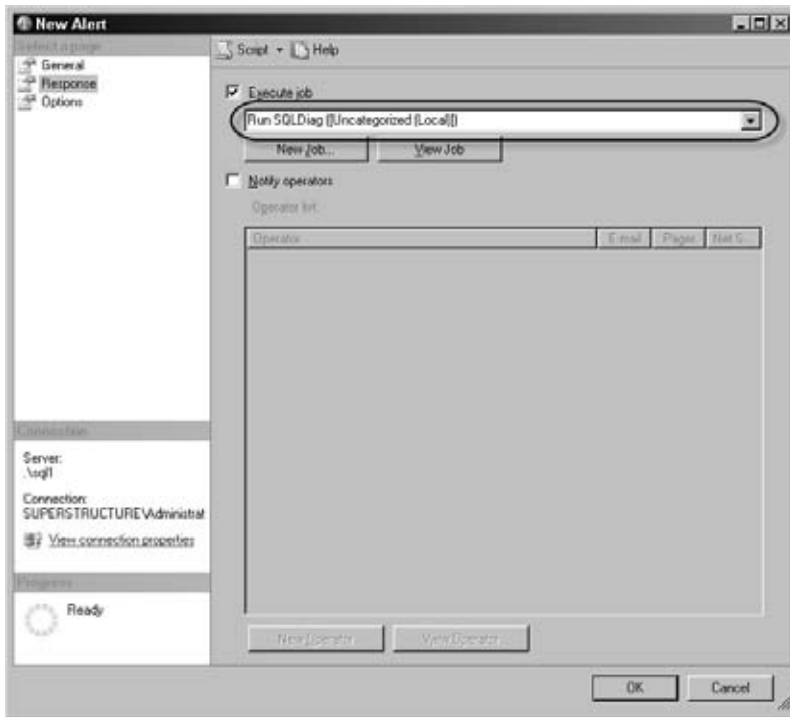 New Alert
Select a page
General
Response
Options
Script
Help
Execute job
Run SQLDiag ([Uncategorized (Local)])
New Job...
View Job
Notify operators
Operator list:
Operator
E-mail
Pager
Net S...
Connection
Server:
.\sql1
Connection:
SUPERSTRUCTURE\Administrat
View connection properties
Progress
Ready
New Operator
View Operator
OK
Cancel